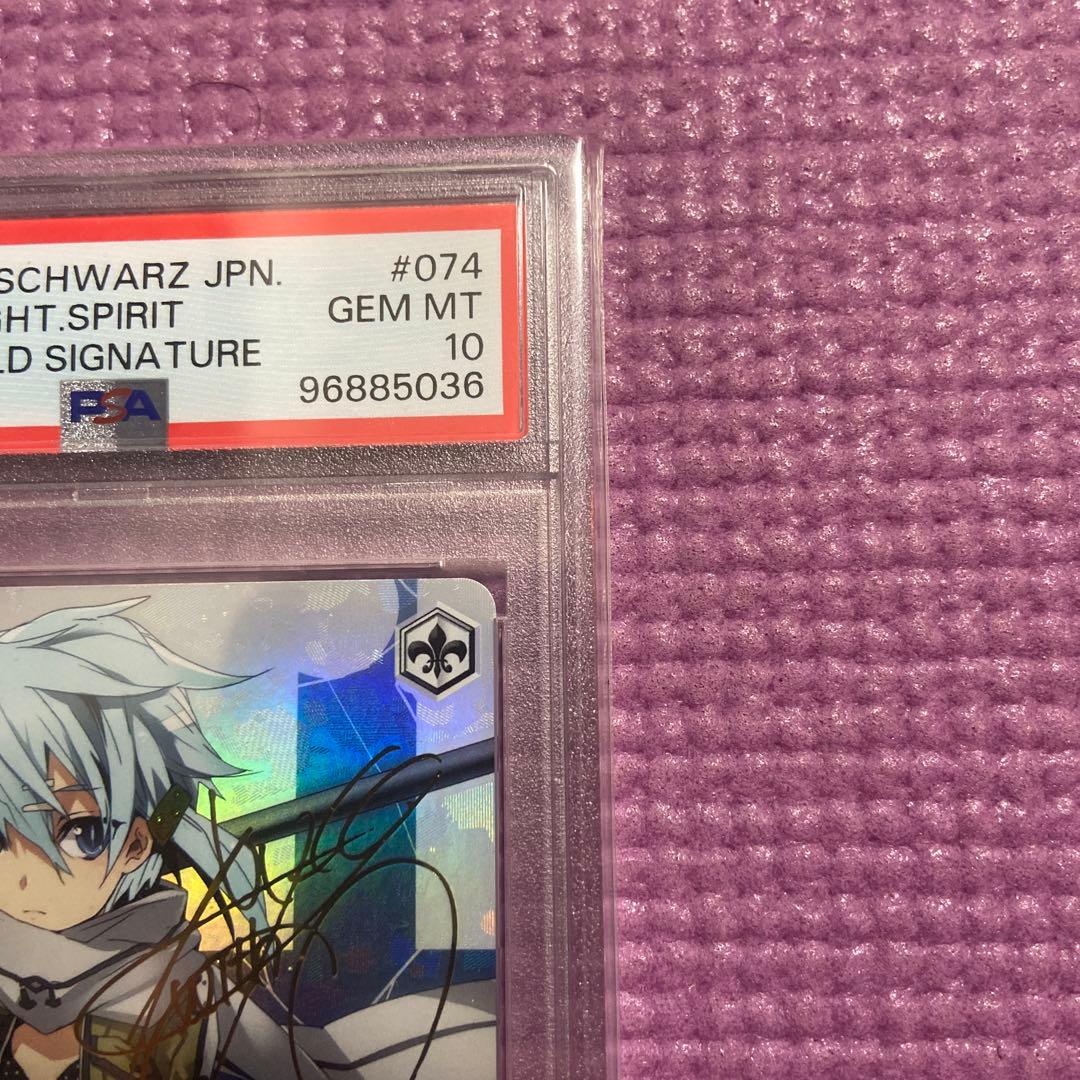 SCHWARZ JPN. #074
GHT.SPIRIT GEM MT
LD SIGNATURE 10
PSA 96885036